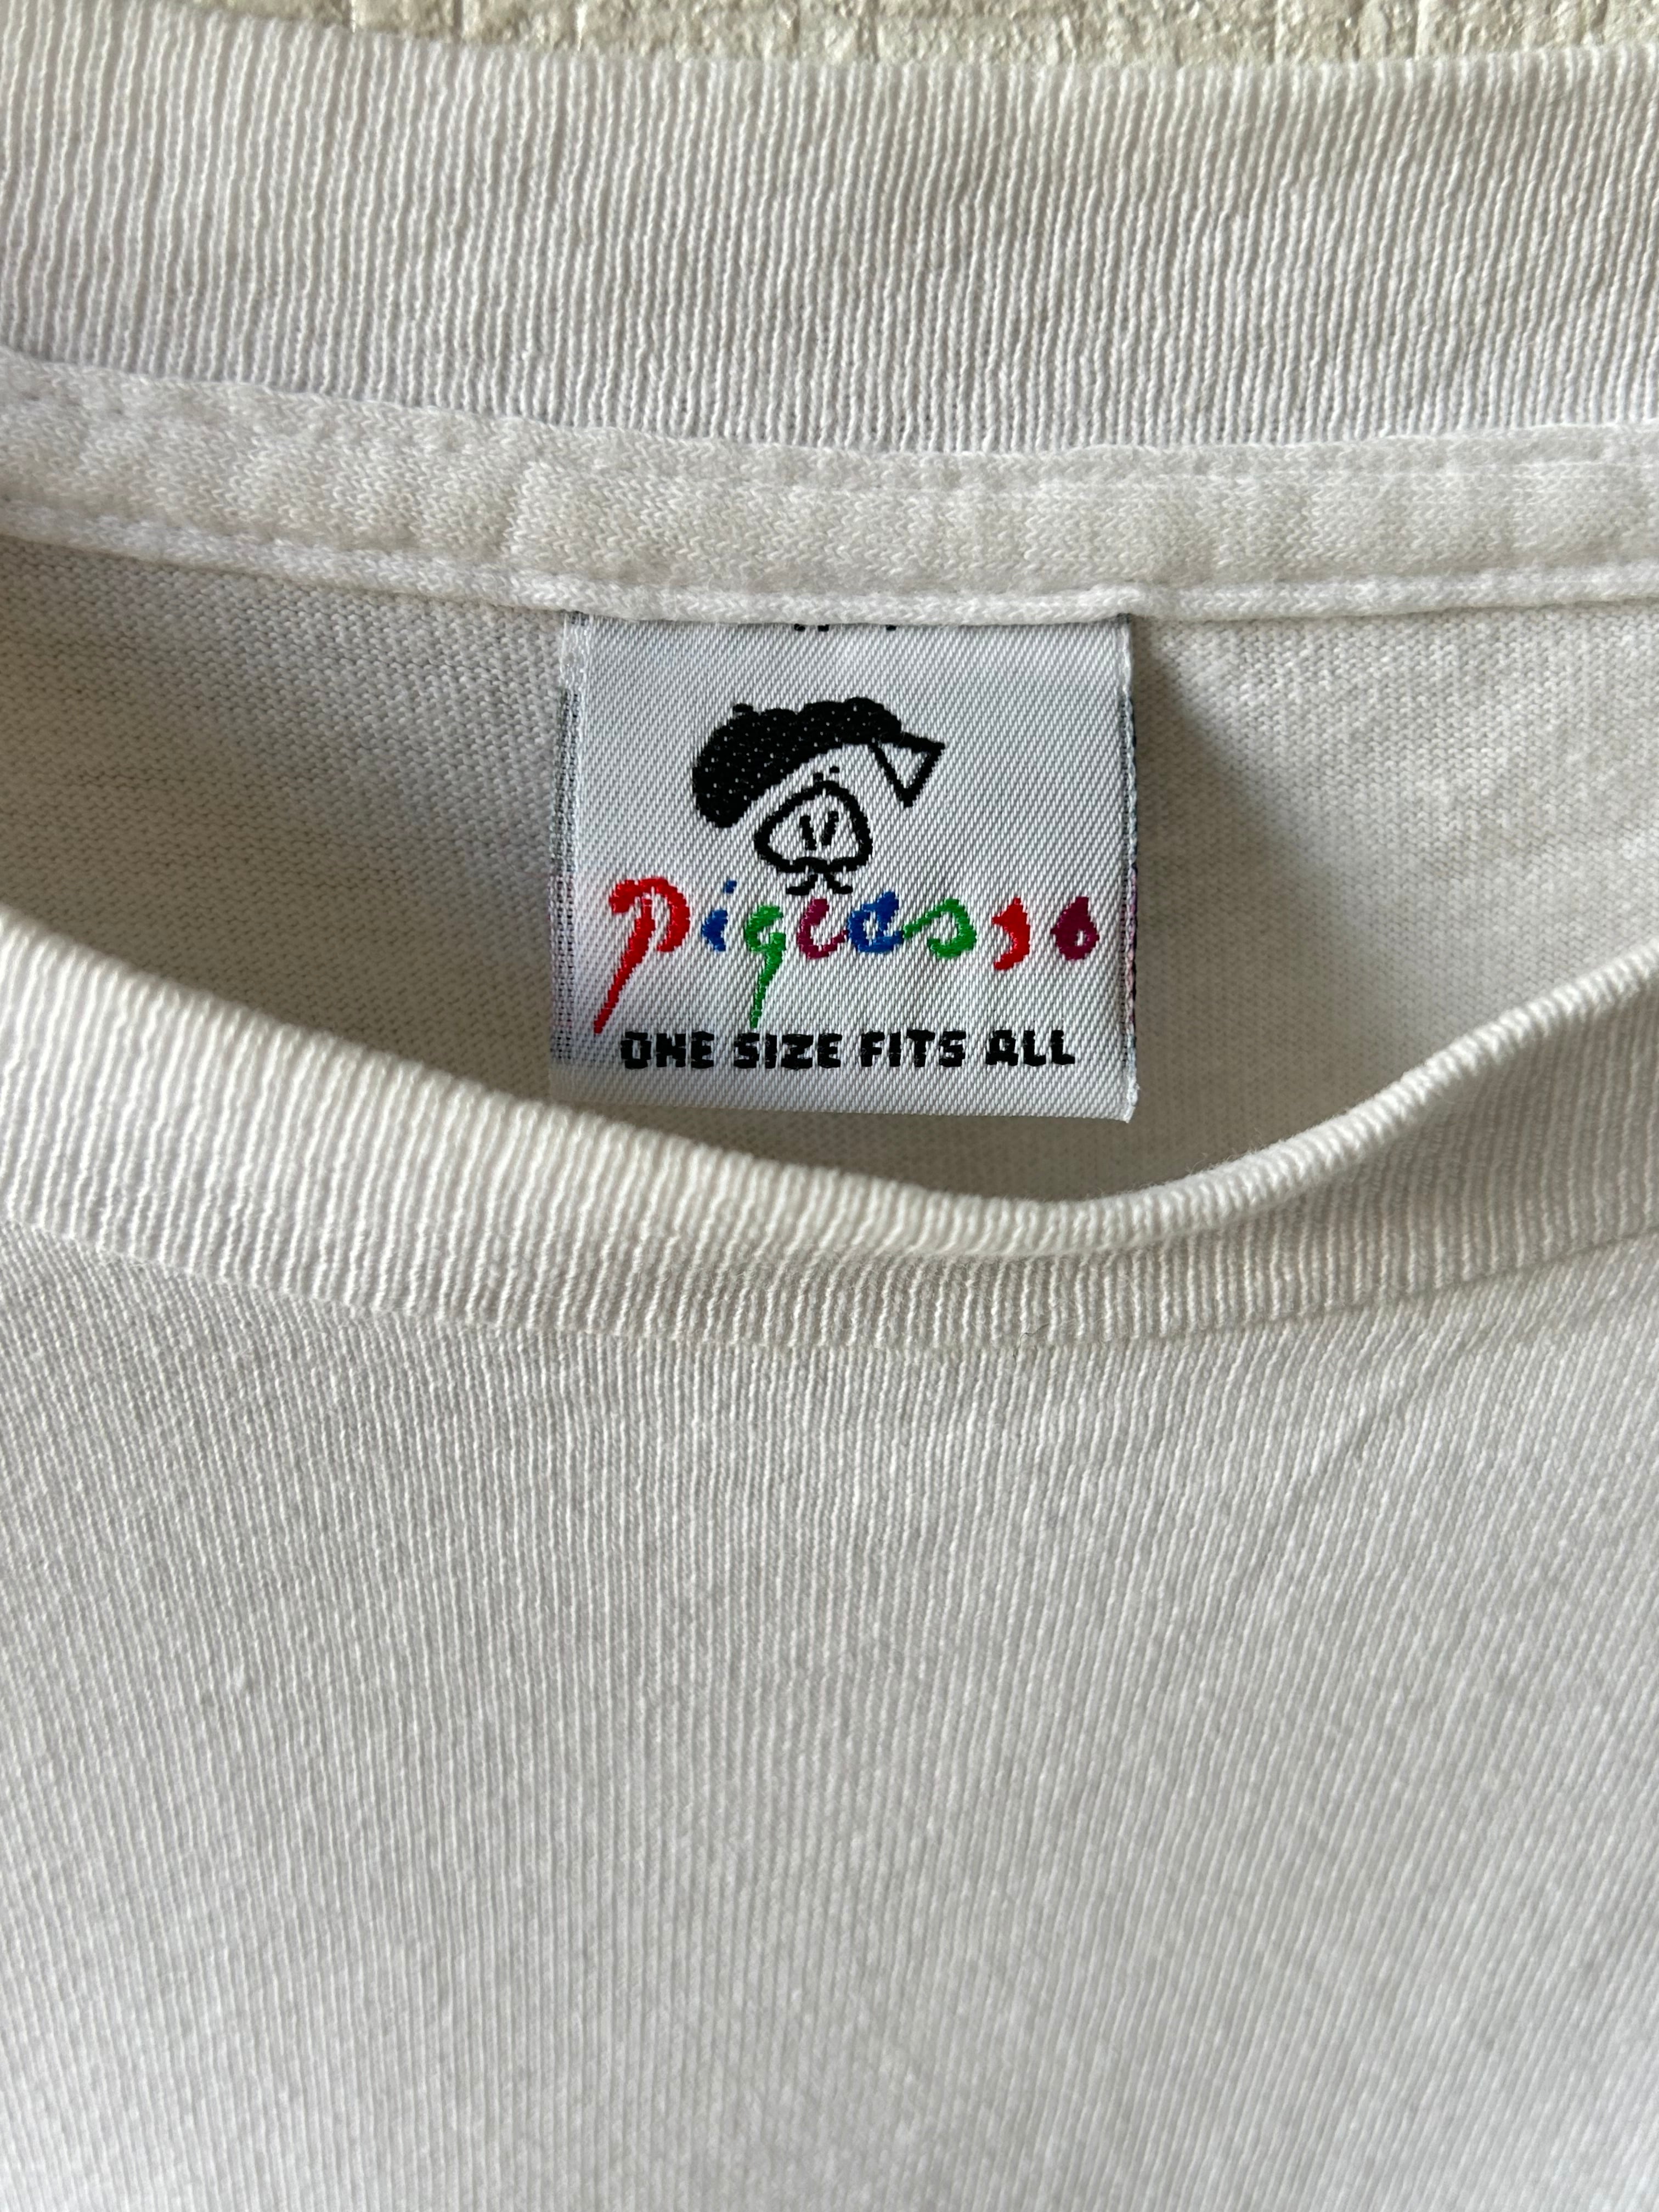 Pigcasso
ONE SIZE FITS ALL